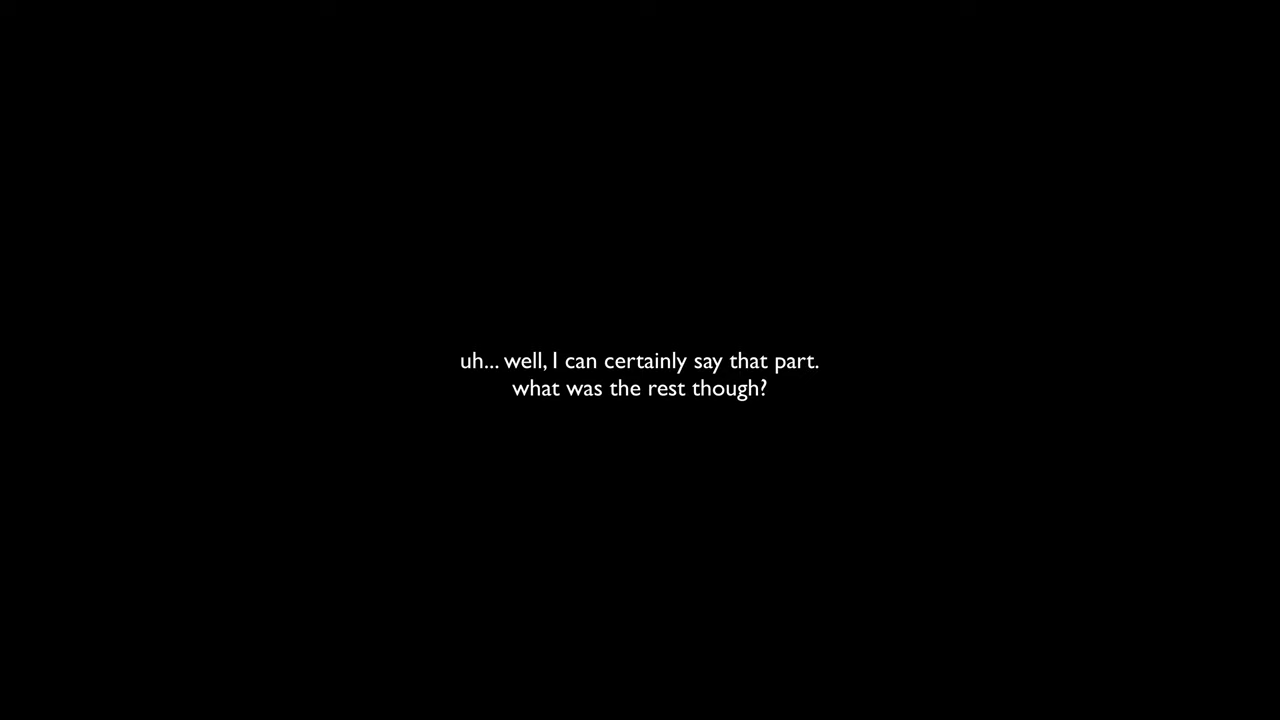 uh... well, I can certainly say that part.
what was the rest though?